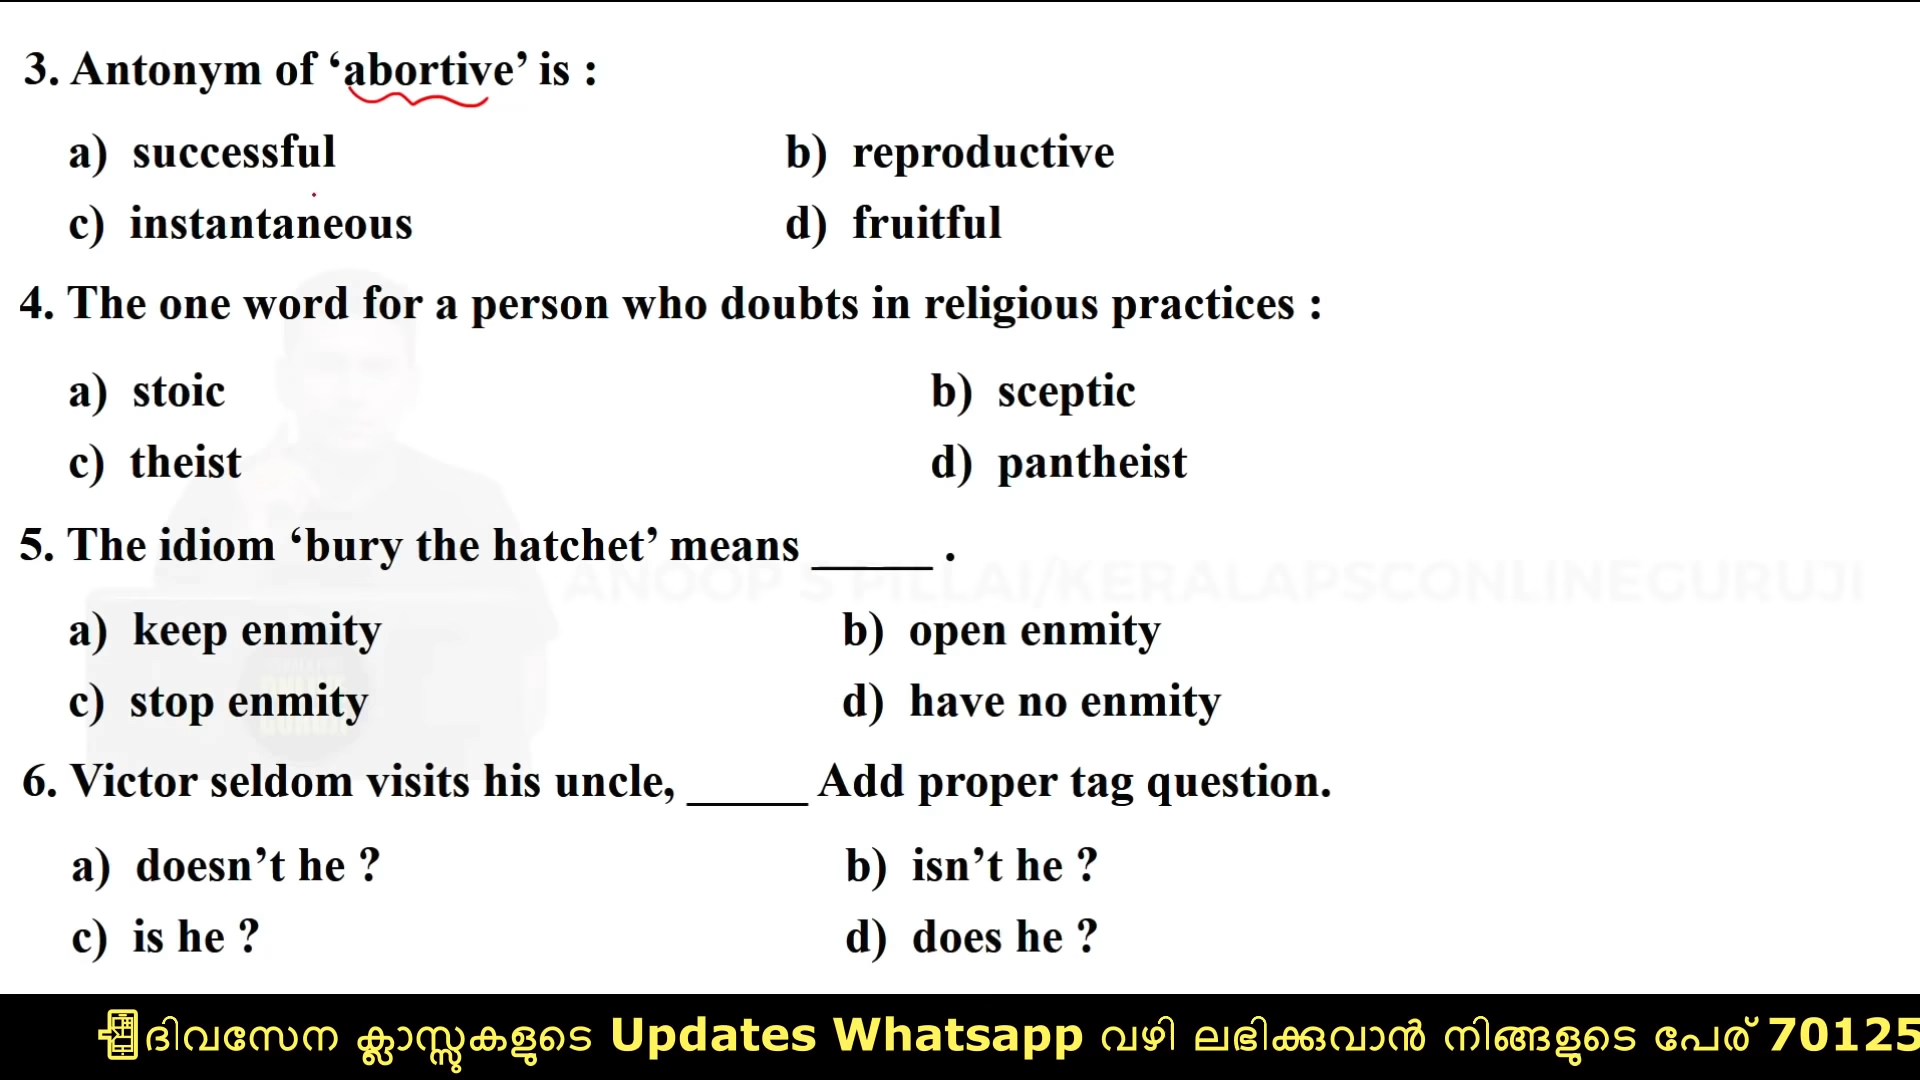 3. Antonym of ‘abortive’ is :
a) successful b) reproductive
c) instantaneous d) fruitful
4. The one word for a person who doubts in religious practices :
a) stoic b) sceptic
c) theist d) pantheist
5. The idiom ‘bury the hatchet’ means _____ .
ANOOP S PILLAI/KERALAPSCONLINEGURUJI
a) keep enmity b) open enmity
c) stop enmity d) have no enmity
6. Victor seldom visits his uncle, _____ Add proper tag question.
a) doesn’t he ? b) isn’t he ?
c) is he ? d) does he ?
ദിവസേന ക്ലാസ്സുകളുടെ Updates Whatsapp വഴി ലഭിക്കുവാൻ നിങ്ങളുടെ പേര് 70125